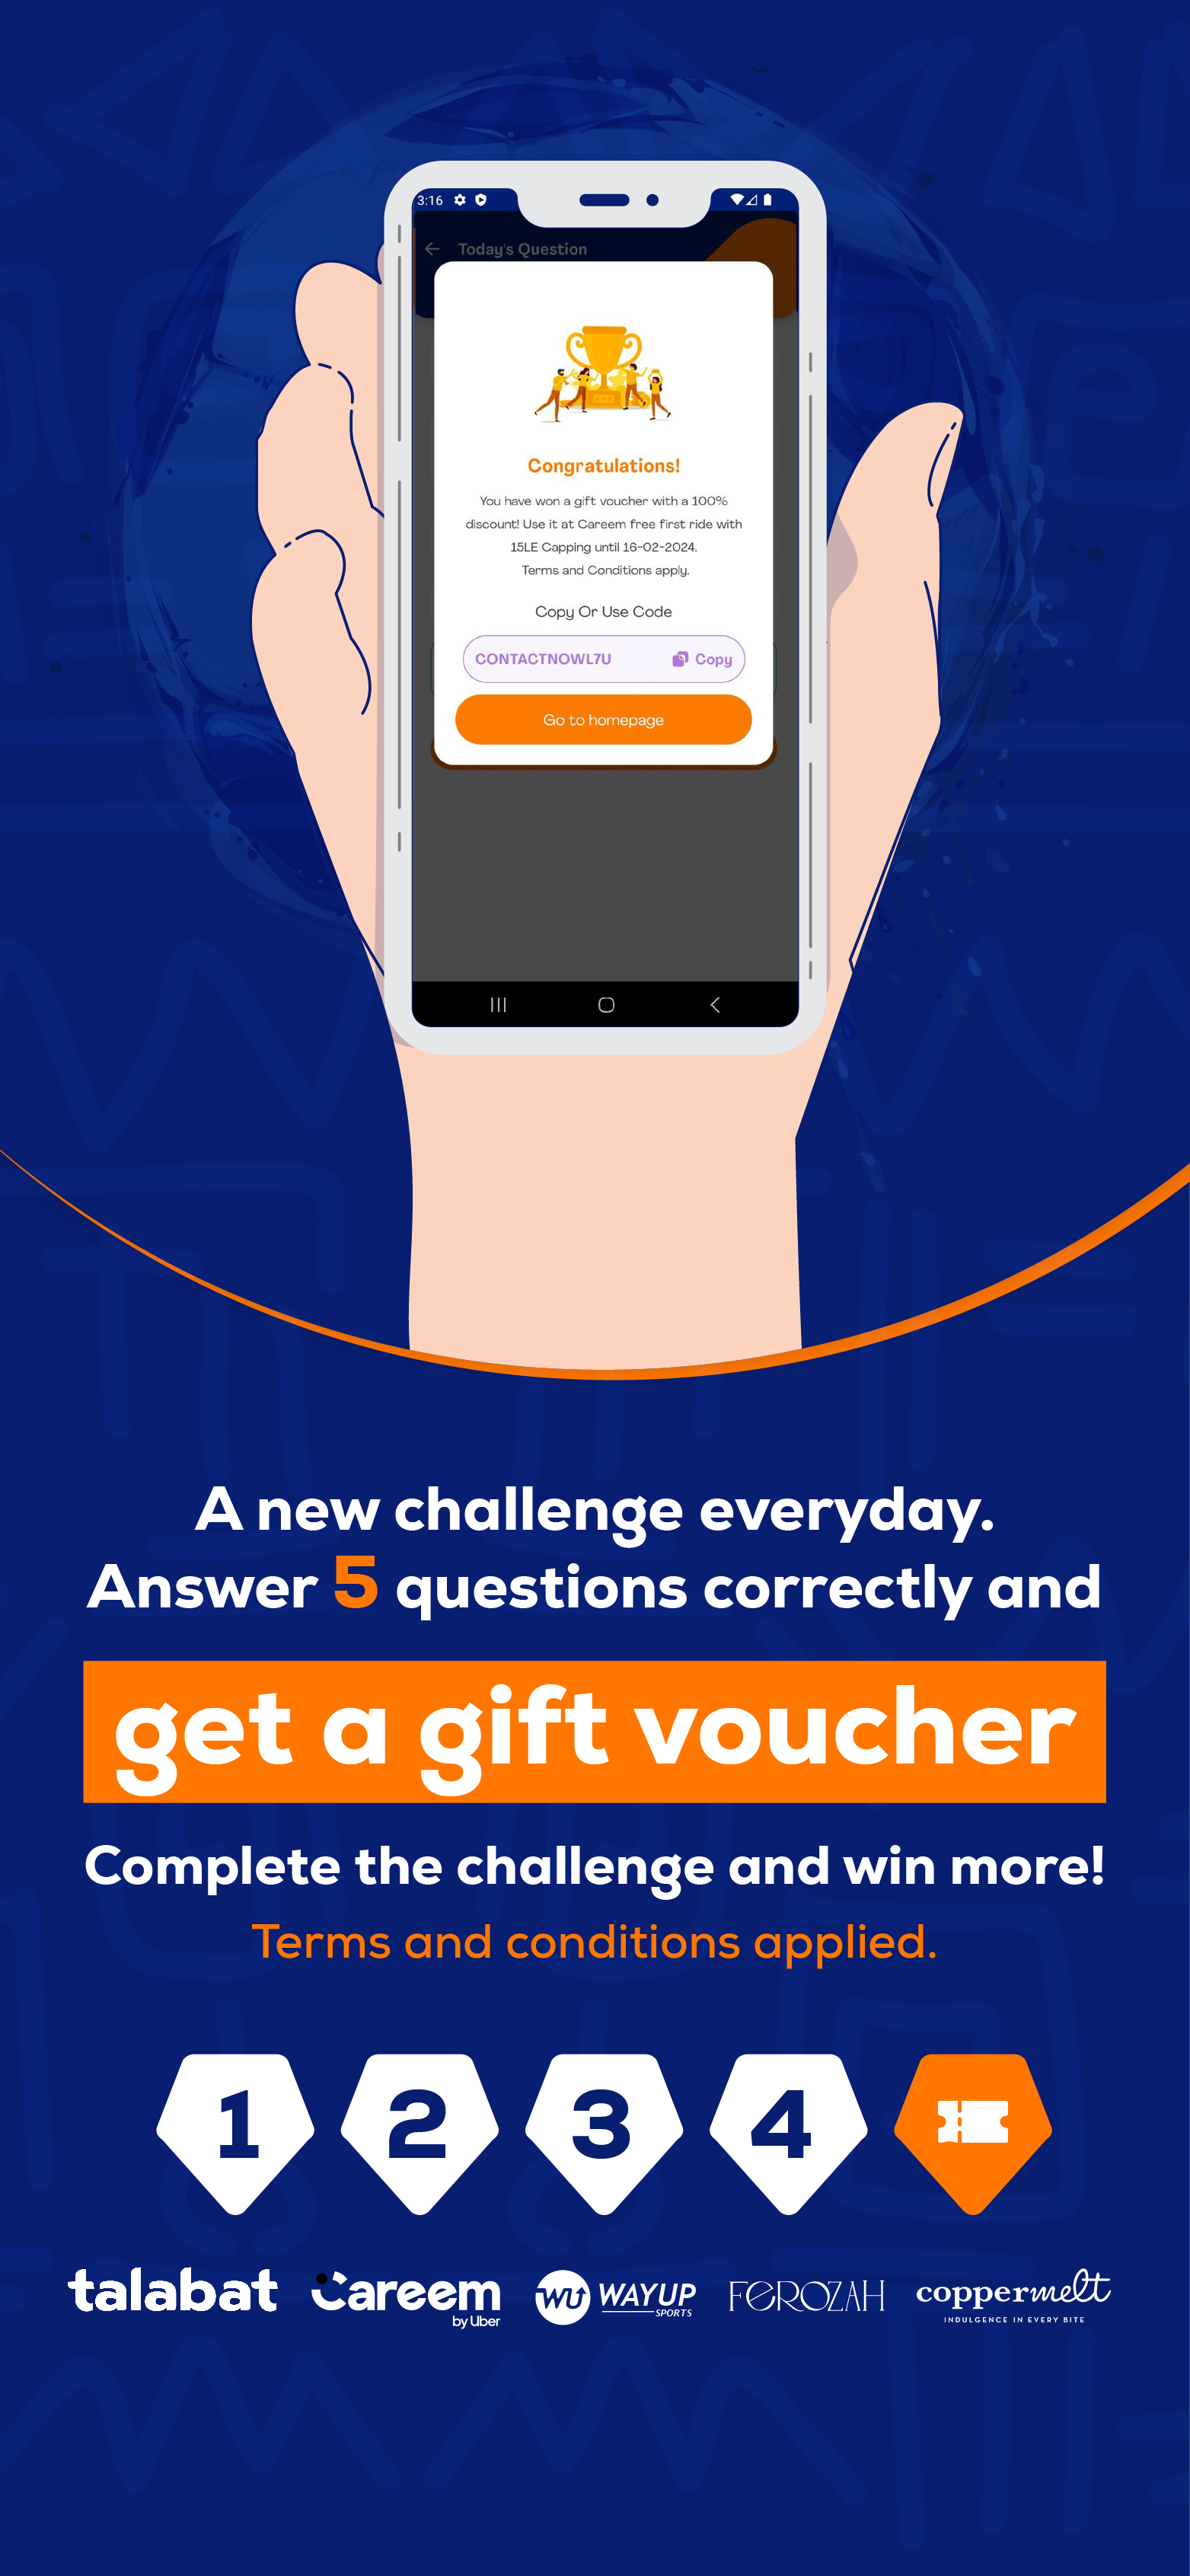 3:16
Today's Question
Congratulations!
You have won a gift voucher with a 100%
discount! Use it at Careem free first ride with
15LE Capping until 16-02-2024.
Terms and Conditions apply.
Copy Or Use Code
CONTACTNOWL7U Copy
Go to homepage
A new challenge everyday.
Answer 5 questions correctly and
get a gift voucher
Complete the challenge and win more!
Terms and conditions applied.
1 2 3 4
talabat
Careem
by Uber
WU WAYUP
SPORTS
FEROZAH
coppermelt
INDULGENCE IN EVERY BITE